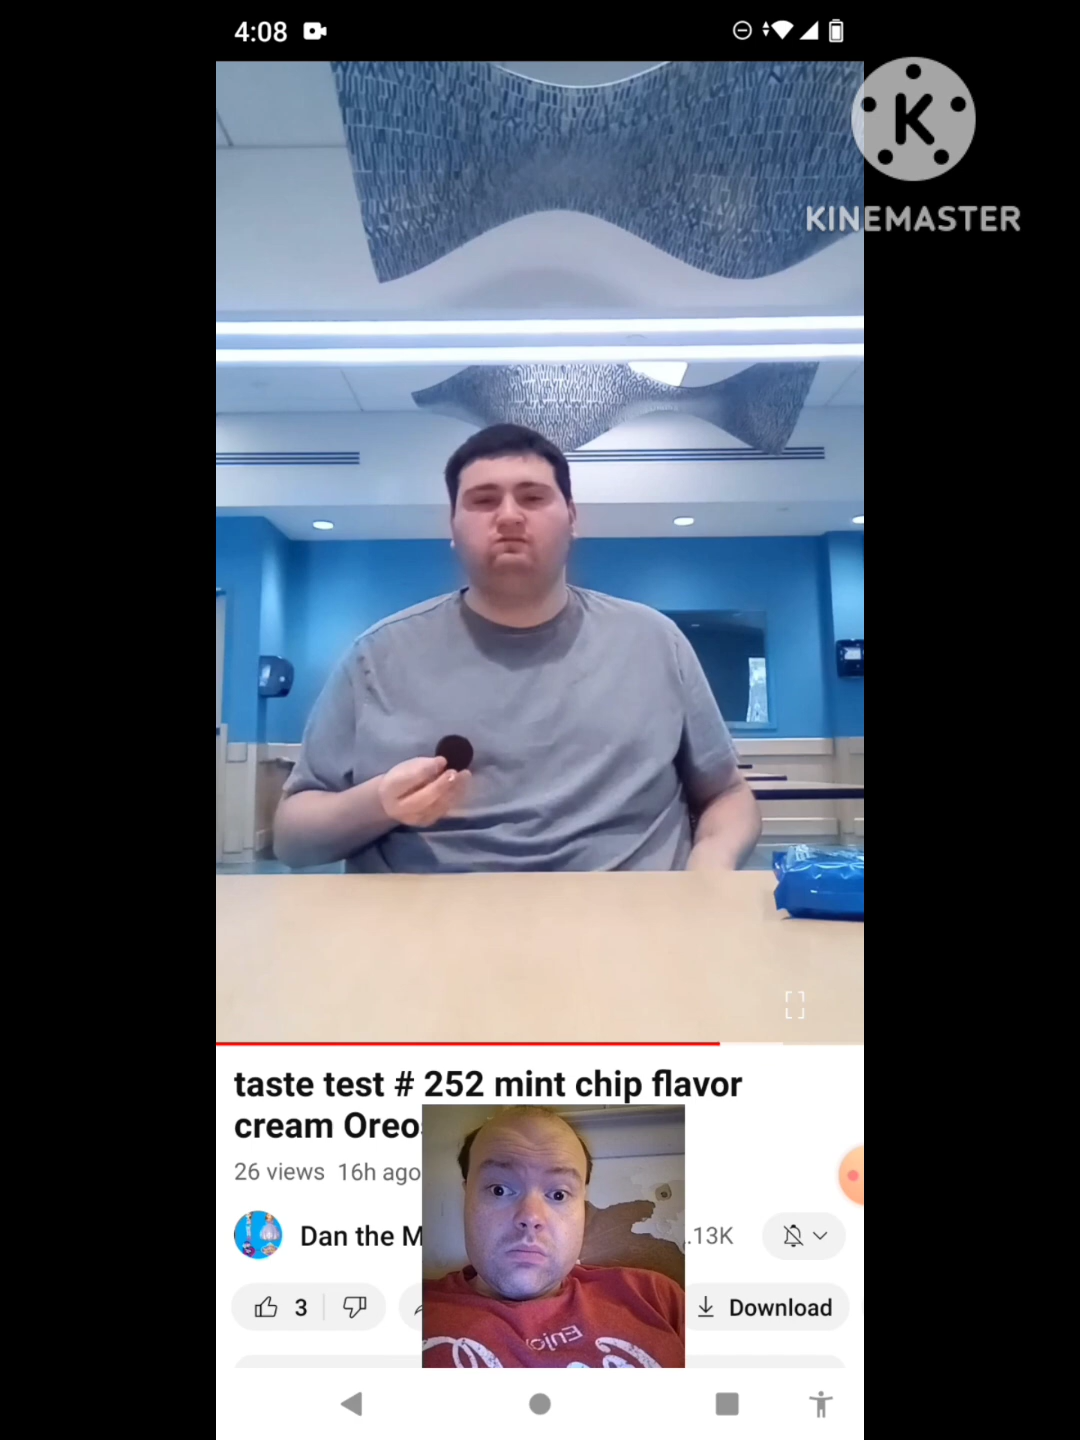 4:08
K
KINEMASTER
taste test # 252 mint chip flavor
cream Oreo
26 views 16h ago
Dan the M
.13K
3
Download
Enjoy